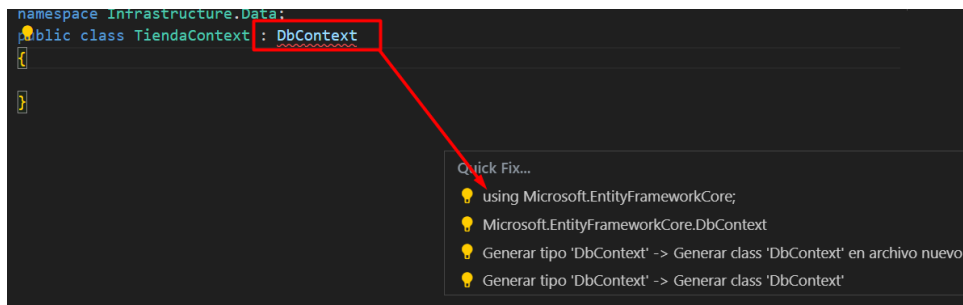 namespace Infrastructure.Data;
public class TiendaContext : DbContext
{
}
Quick Fix...
using Microsoft.EntityFrameworkCore;
Microsoft.EntityFrameworkCore.DbContext
Generar tipo 'DbContext' -> Generar class 'DbContext' en archivo nuevo
Generar tipo 'DbContext' -> Generar class 'DbContext'